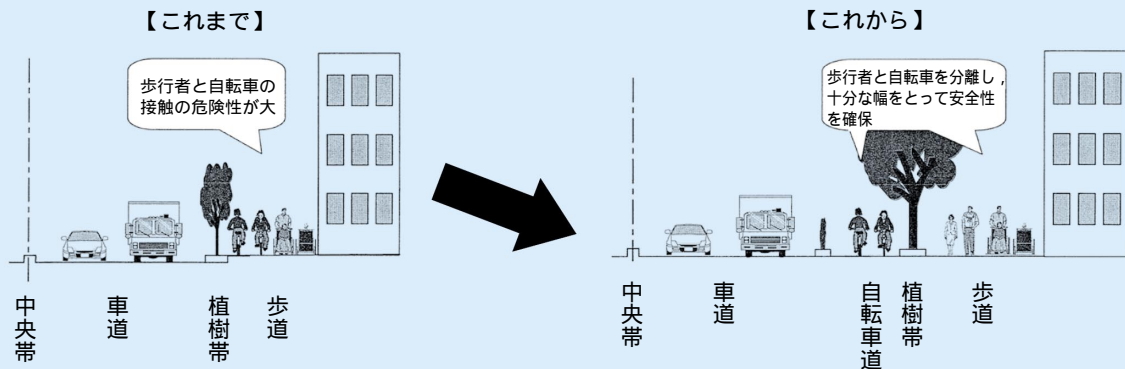 【これまで】
歩行者と自転車の
接触の危険性が大
中央帯
車道
植樹帯
歩道
【これから】
歩行者と自転車を分離し，
十分な幅をとって安全性
を確保
中央帯
車道
自転車道
植樹帯
歩道